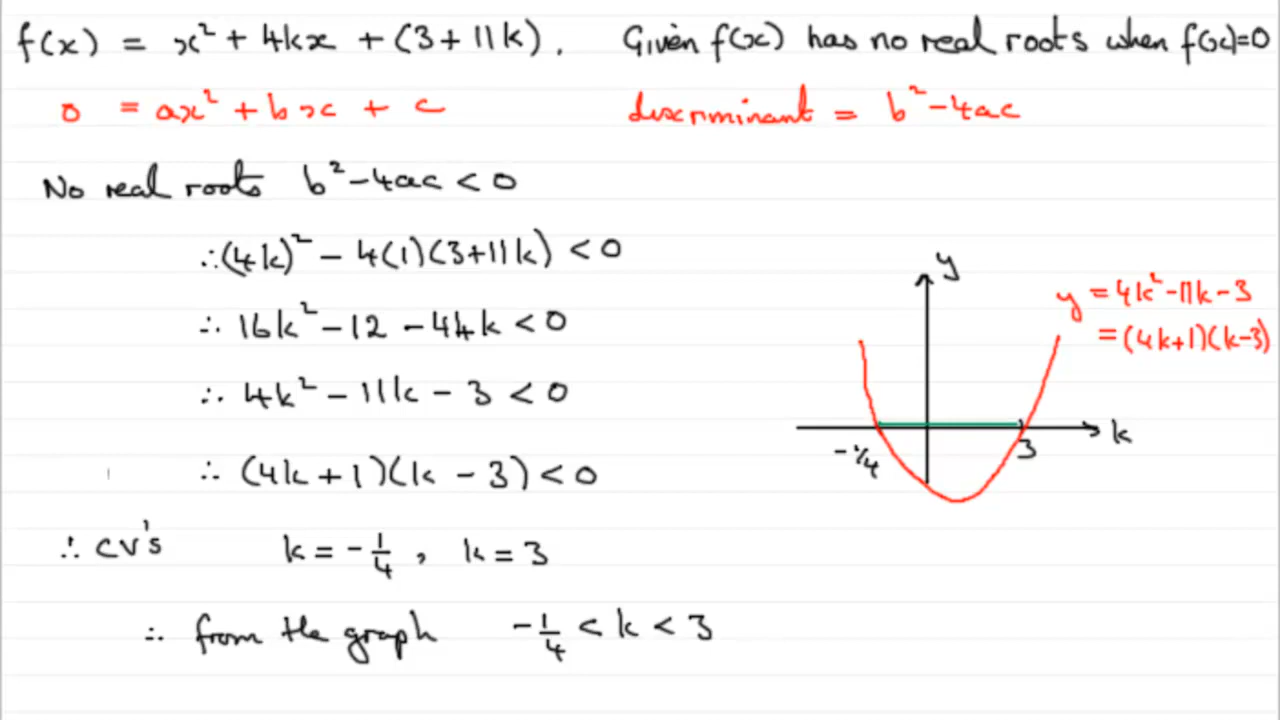 f(x) = x² + 4kx + (3+11k). Given f(x) has no real roots when f(x)=0
0 = ax² + bx + c discriminant = b²-4ac
No real roots b²-4ac < 0
∴ (4k)² - 4(1)(3+11k) < 0
∴ 16k² - 12 - 44k < 0
∴ 4k² - 11k - 3 < 0
∴ (4k+1)(k-3) < 0
∴ CV's k = -1/4, k = 3
∴ from the graph -1/4 < k < 3
y
y = 4k²-11k-3
= (4k+1)(k-3)
k
-1/4
3